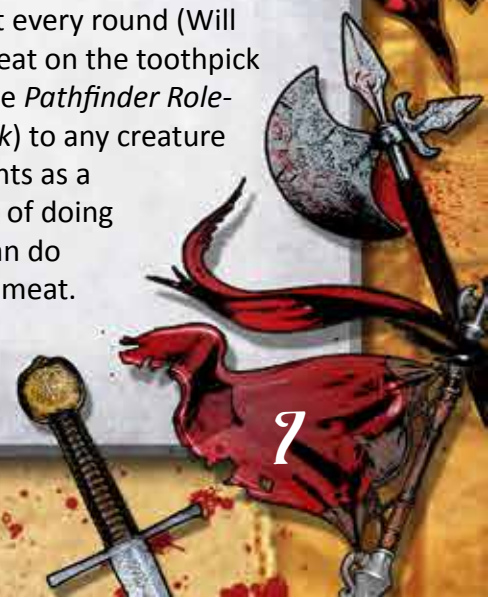 t every round (Will
eat on the toothpick
e Pathfinder Role-
k) to any creature
nts as a
of doing
an do
meat.
7